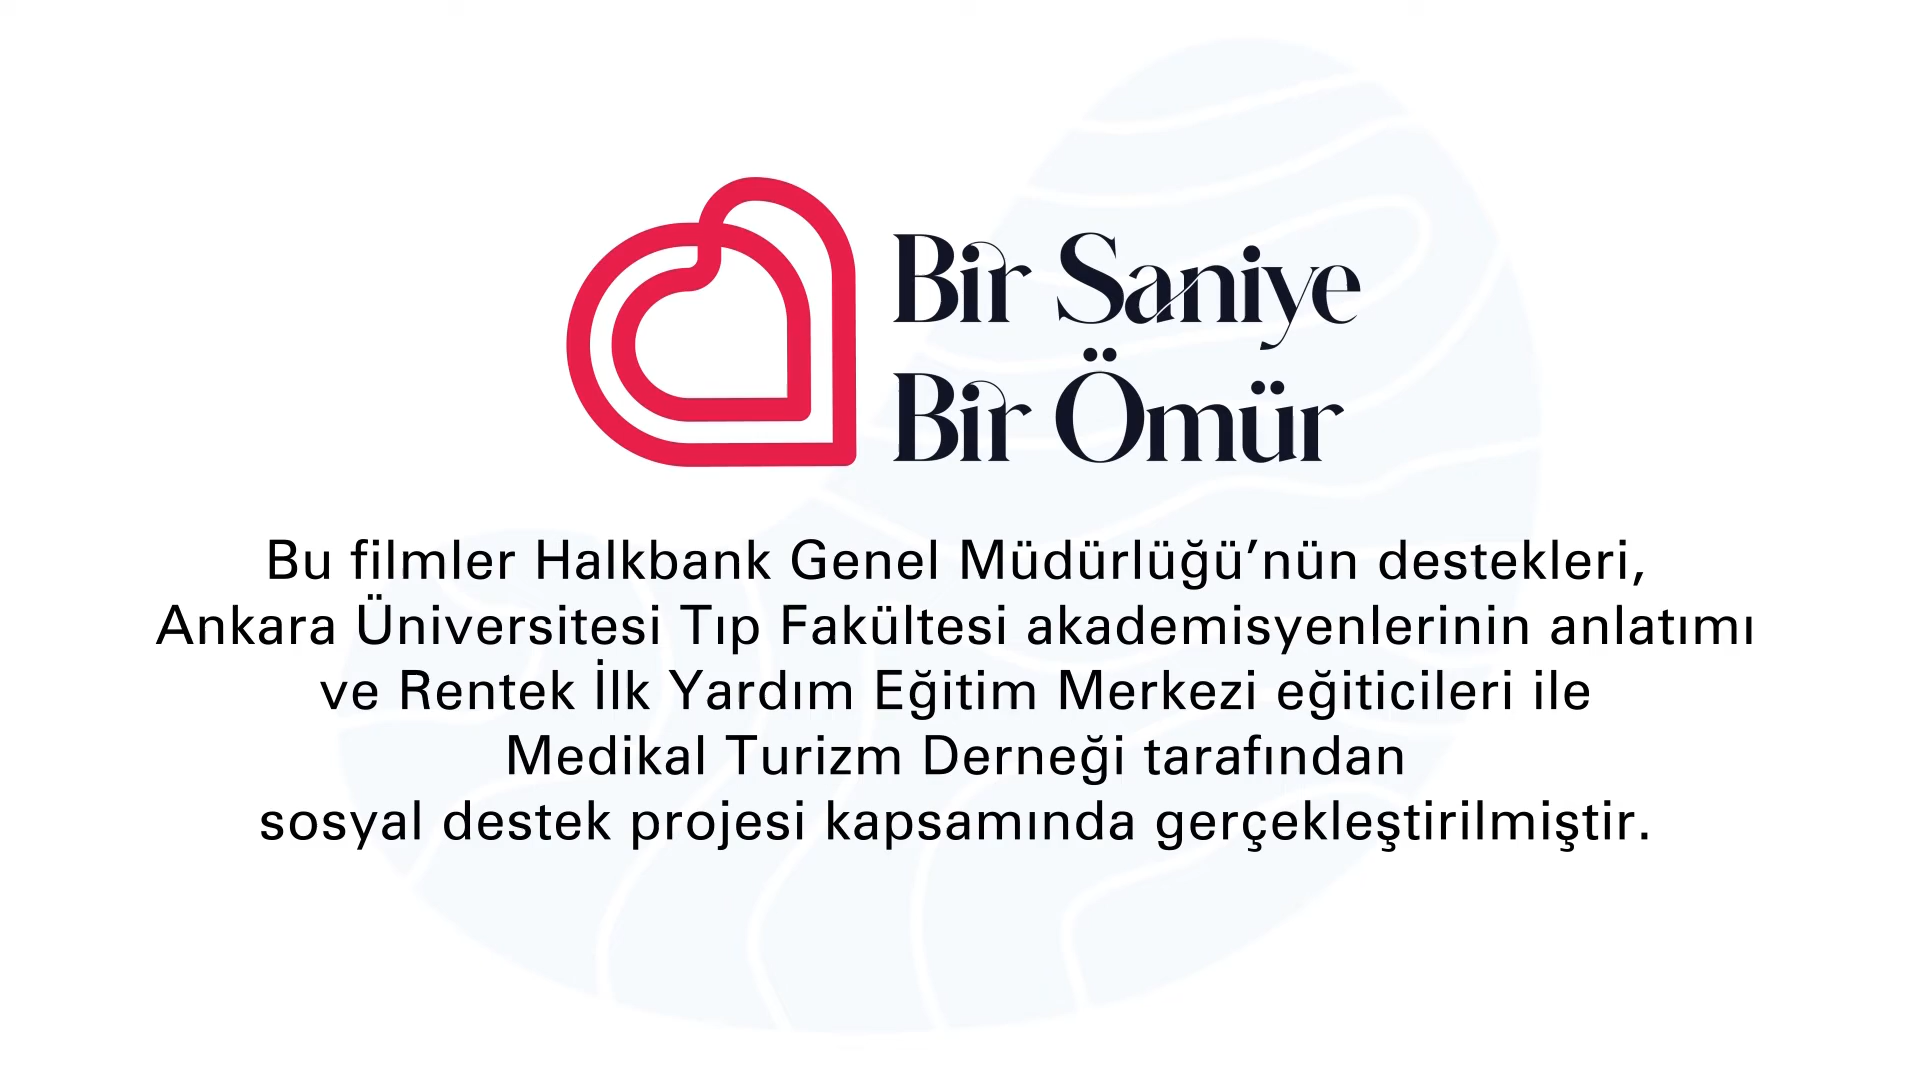 Bir Saniye
Bir Ömür
Bu filmler Halkbank Genel Müdürlüğü’nün destekleri,
Ankara Üniversitesi Tıp Fakültesi akademisyenlerinin anlatımı
ve Rentek İlk Yardım Eğitim Merkezi eğiticileri ile
Medikal Turizm Derneği tarafından
sosyal destek projesi kapsamında gerçekleştirilmiştir.